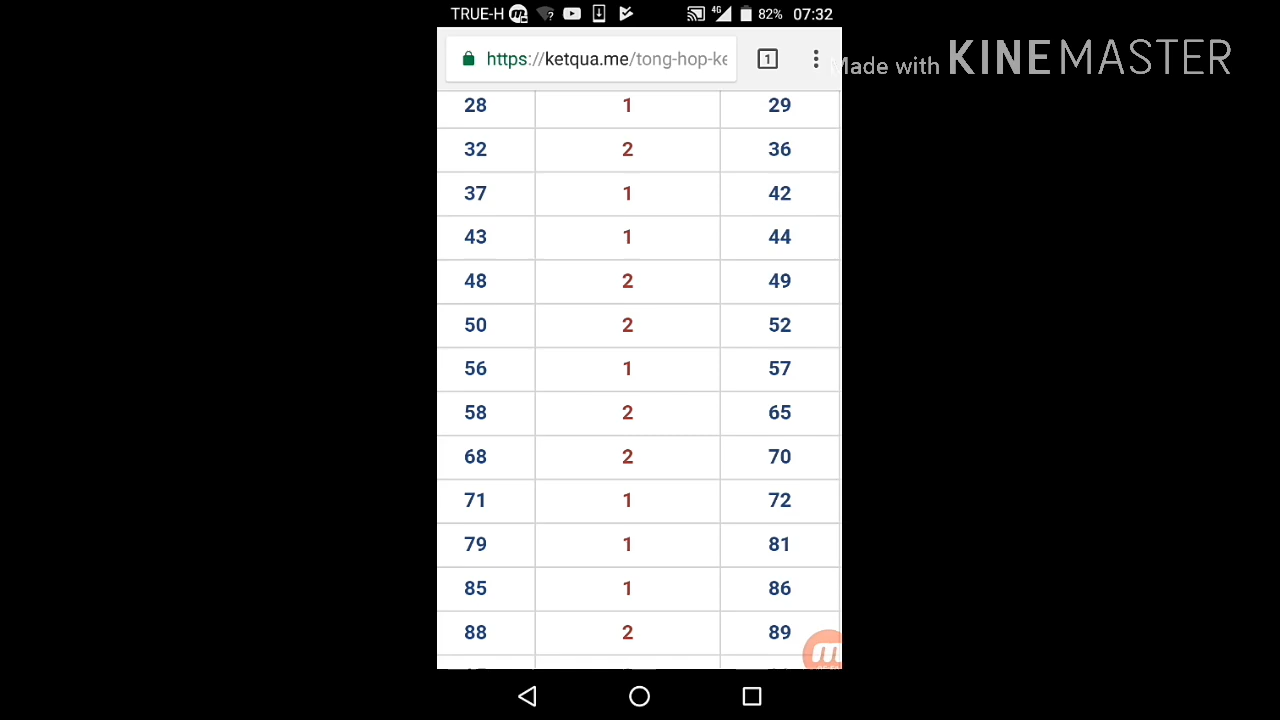 TRUE-H 4G 82% 07:32
https://ketqua.me/tong-hop-ke 1
Made with KINEMASTER
28 1 29
32 2 36
37 1 42
43 1 44
48 2 49
50 2 52
56 1 57
58 2 65
68 2 70
71 1 72
79 1 81
85 1 86
88 2 89